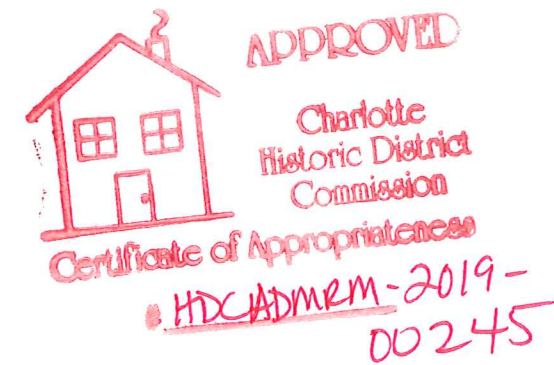 APPROVED
Charlotte
Historic District
Commission
Certificate of Appropriateness
# HDCADMRM-2019-
00245